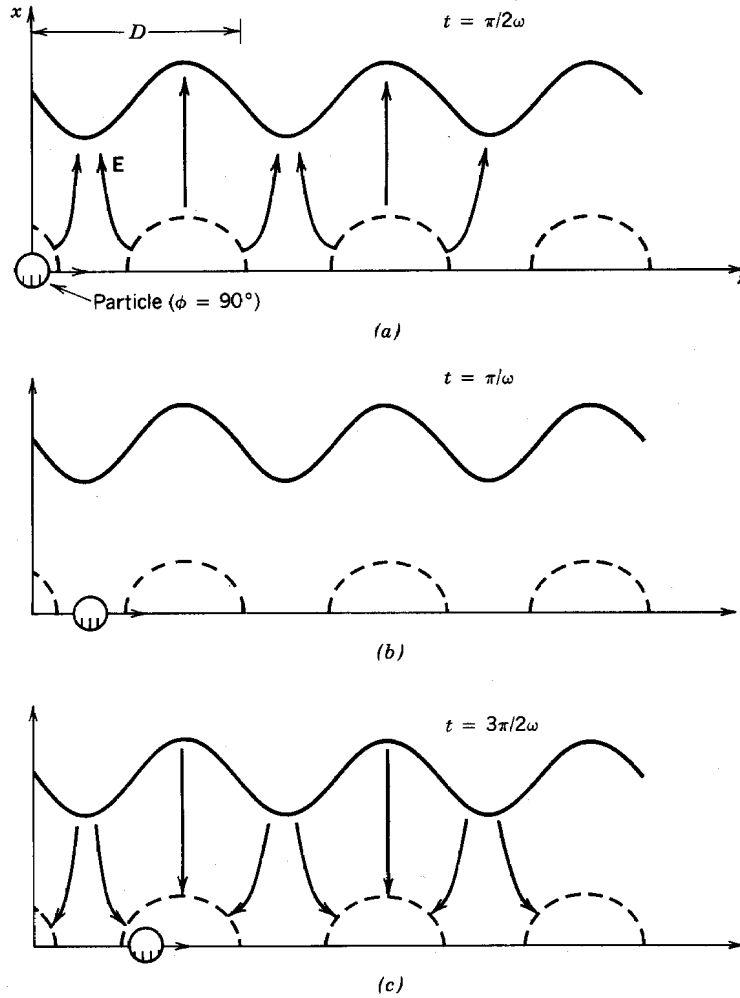 x
D
t = π/2ω
E
Particle (ϕ = 90°)
(a)
t = π/ω
(b)
t = 3π/2ω
(c)